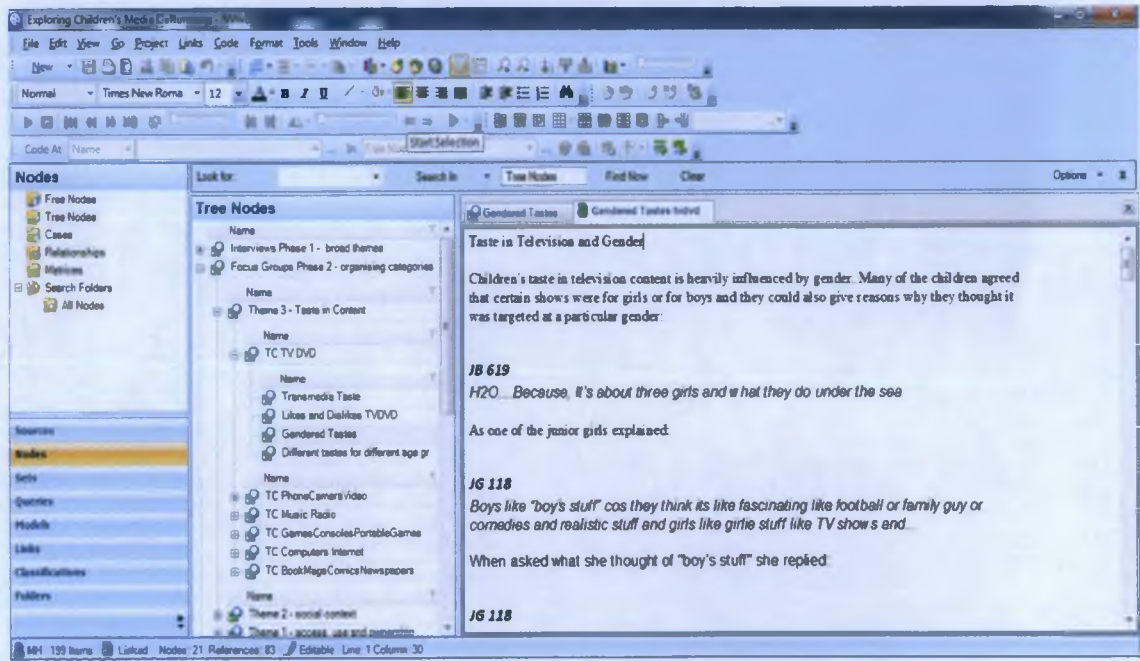 Exploring Children's Media
File Edit View Go Project Links Code Format Tools Window Help
New
Normal Times New Roma 12 A B I U
Code At Name In Start Selection
Nodes
Look for: Search In Tree Nodes Find Now Clear Options
Free Nodes
Tree Nodes
Cases
Relationships
Matrices
Search Folders
All Nodes
Sources
Nodes
Sets
Queries
Models
Links
Classifications
Folders
Tree Nodes
Name
Interviews Phase 1 - broad themes
Focus Groups Phase 2 - organising categories
Name
Theme 3 - Taste in Content
Name
TC TV DVD
Name
Transmedia Taste
Likes and Dislikes TVDVD
Gendered Tastes
Different tastes for different age gr
Name
TC PhoneCameraVideo
TC Music Radio
TC GamesConsolesPortableGames
TC Computers Internet
TC BookMagsComicsNewspapers
Name
Theme 2 - social context
Theme 1 - access, use and ownership
Gendered Tastes Gendered Tastes
Taste in Television and Gender
Children's taste in television content is heavily influenced by gender. Many of the children agreed
that certain shows were for girls or for boys and they could also give reasons why they thought it
was targeted at a particular gender:
JB 619
H2O....Because, it's about three girls and what they do under the sea
As one of the junior girls explained:
JG 118
Boys like "boy's stuff" cos they think its like fascinating like football or family guy or
comedies and realistic stuff and girls like girlie stuff like TV shows and...
When asked what she thought of "boy's stuff" she replied:
JG 118
MH 199 Items Linked Nodes: 21 References: 83 Editable Line: 1 Column: 30